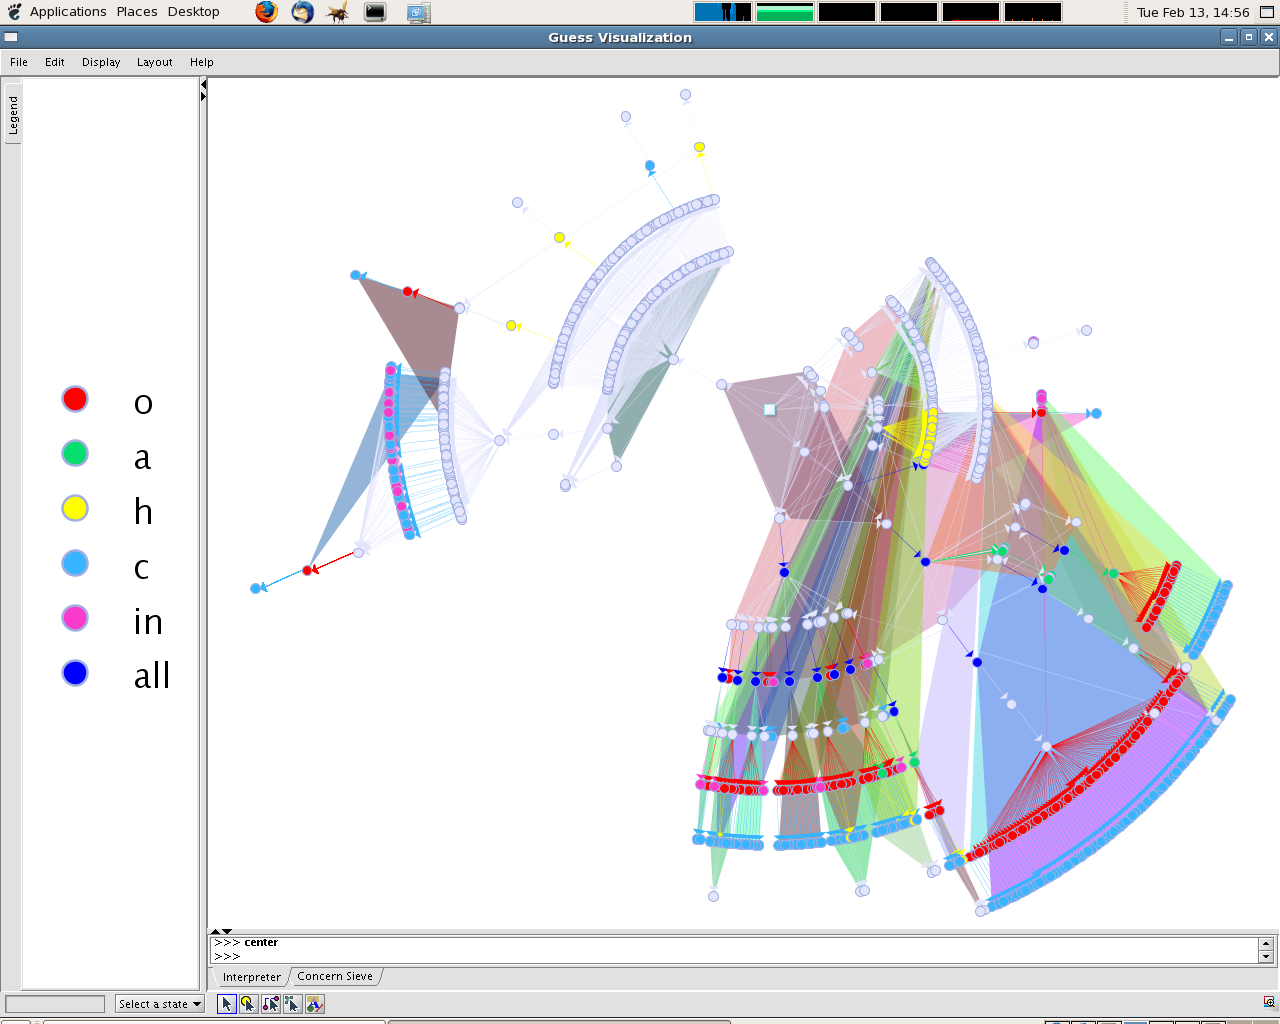 Applications Places Desktop
Tue Feb 13, 14:56
Guess Visualization
File Edit Display Layout Help
Legend
o
a
h
c
in
all
>>> center
>>>
Interpreter Concern Sieve
Select a state